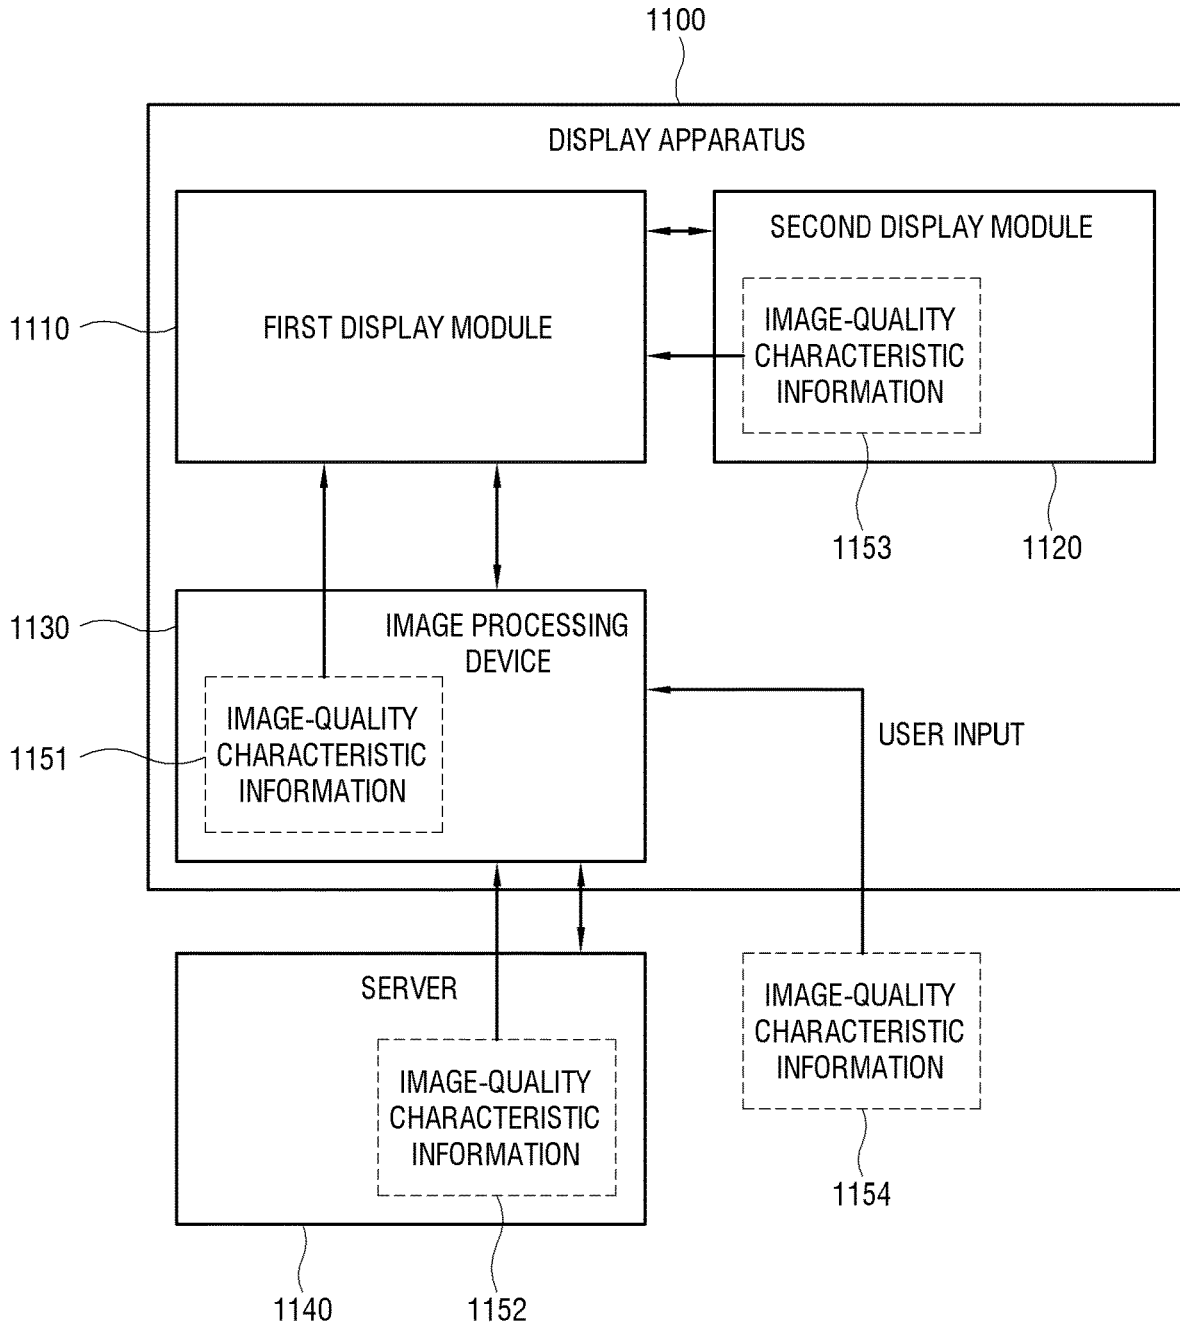 1100
DISPLAY APPARATUS
SECOND DISPLAY MODULE
1110
FIRST DISPLAY MODULE
IMAGE-QUALITY
CHARACTERISTIC
INFORMATION
1153
1120
1130
IMAGE PROCESSING
DEVICE
1151
IMAGE-QUALITY
CHARACTERISTIC
INFORMATION
USER INPUT
SERVER
IMAGE-QUALITY
CHARACTERISTIC
INFORMATION
IMAGE-QUALITY
CHARACTERISTIC
INFORMATION
1154
1140
1152